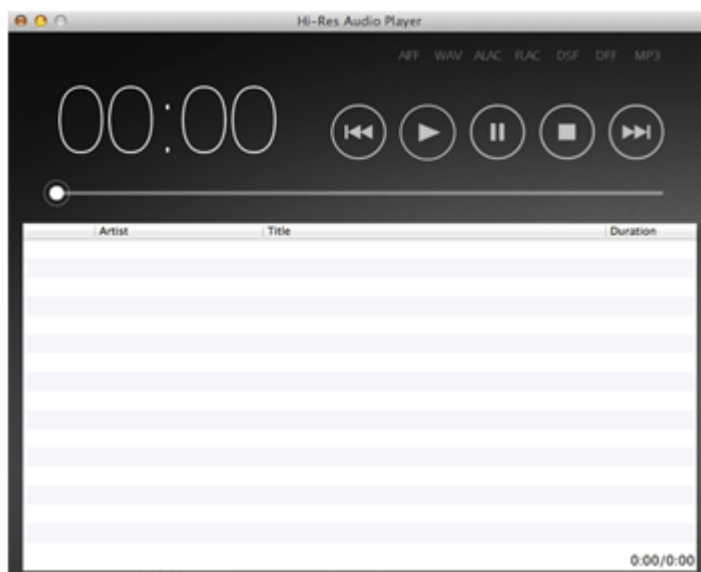 Hi-Res Audio Player
AIFF WAV ALAC FLAC DSF DFF MP3
00:00
Artist Title Duration
0:00/0:00